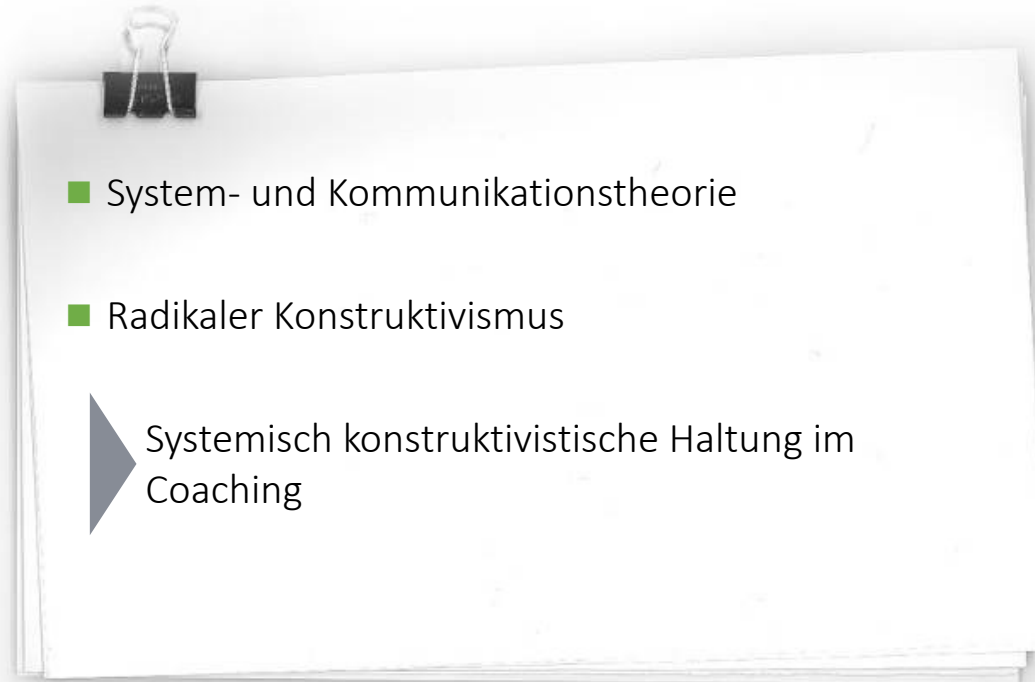 System- und Kommunikationstheorie
Radikaler Konstruktivismus
Systemisch konstruktivistische Haltung im
Coaching